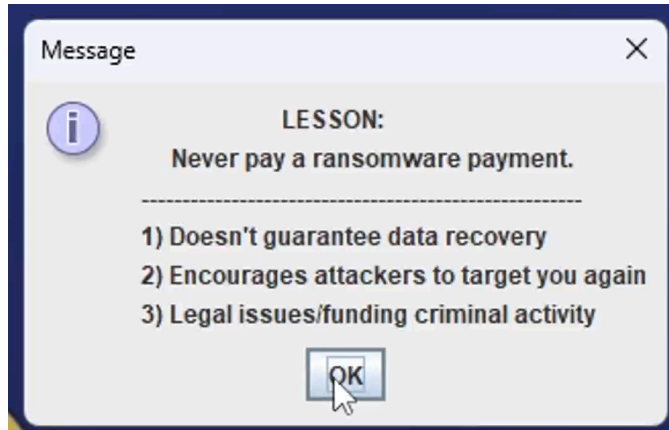 Message
LESSON:
Never pay a ransomware payment.
------------------------------------------------------
1) Doesn't guarantee data recovery
2) Encourages attackers to target you again
3) Legal issues/funding criminal activity
OK